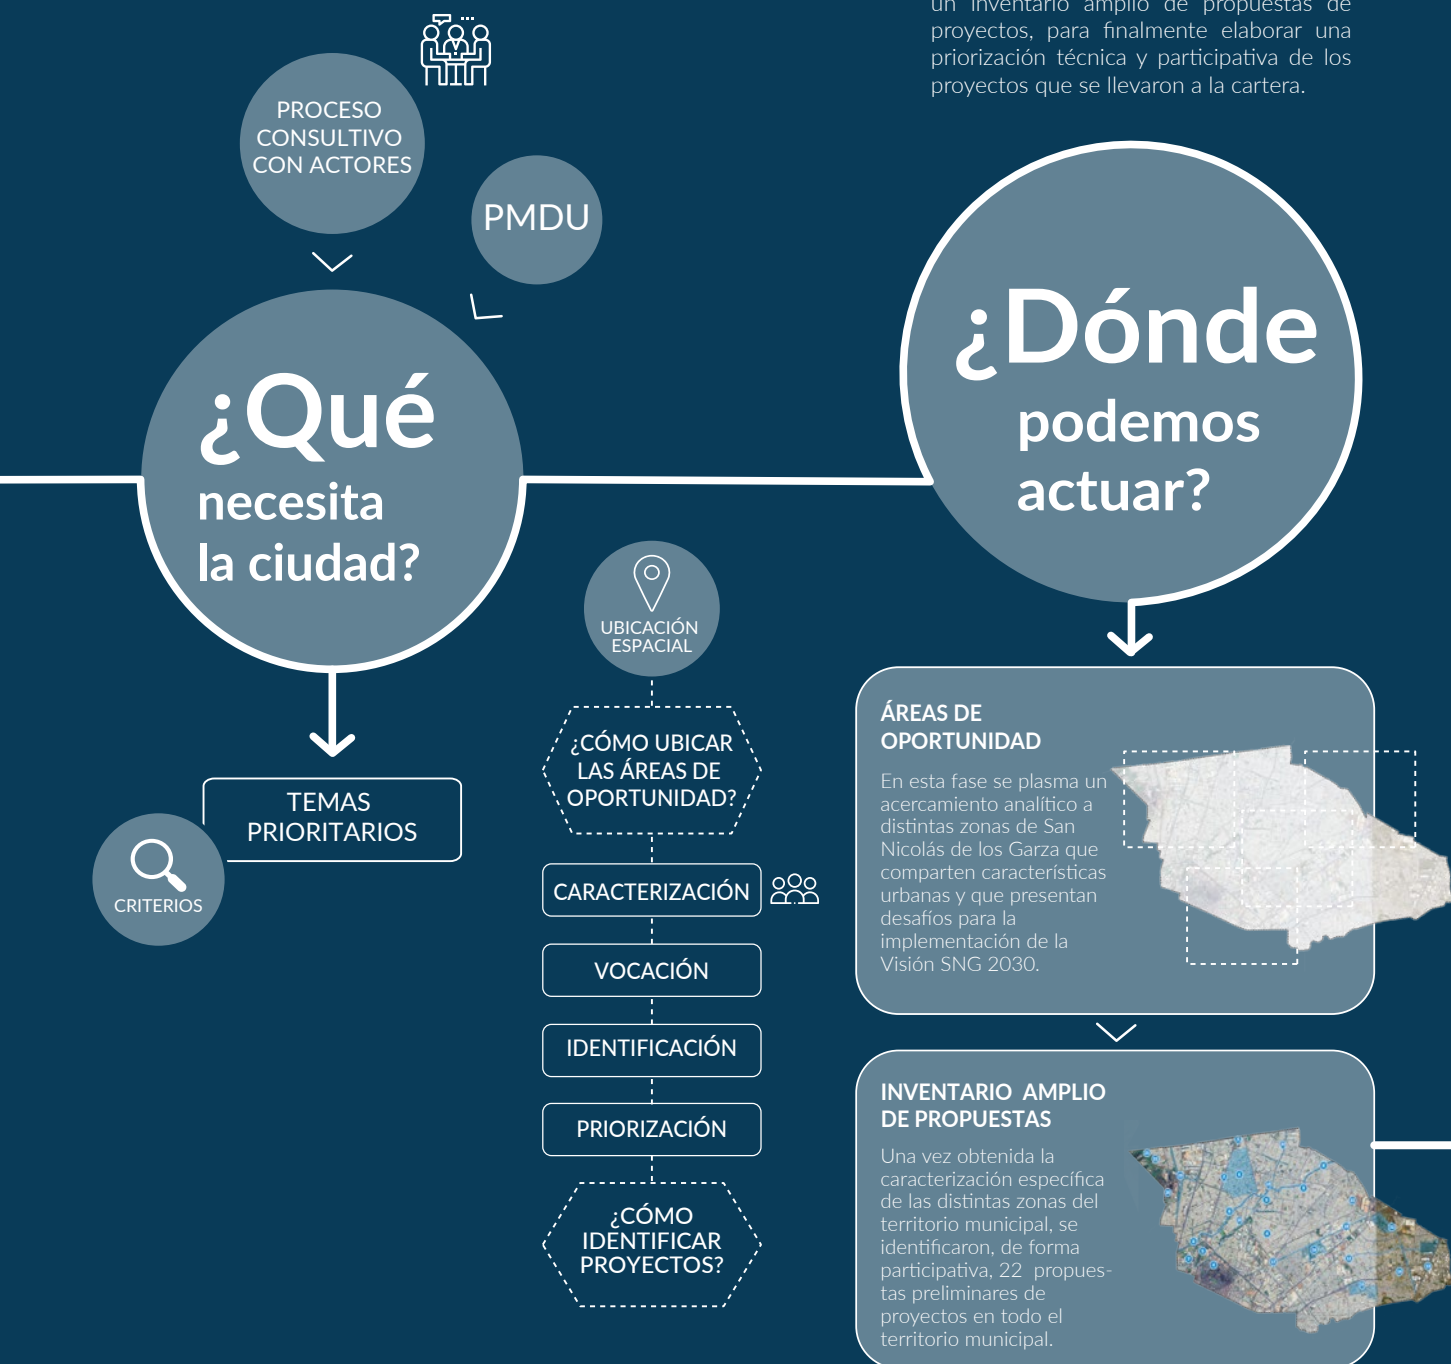 un inventario amplio de propuestas de
proyectos, para finalmente elaborar una
priorización técnica y participativa de los
proyectos que se llevaron a la cartera.
PROCESO
CONSULTIVO
CON ACTORES
PMDU
¿Qué
necesita
la ciudad?
TEMAS
PRIORITARIOS
CRITERIOS
UBICACIÓN
ESPACIAL
¿CÓMO UBICAR
LAS ÁREAS DE
OPORTUNIDAD?
CARACTERIZACIÓN
VOCACIÓN
IDENTIFICACIÓN
PRIORIZACIÓN
¿CÓMO
IDENTIFICAR
PROYECTOS?
¿Dónde
podemos
actuar?
ÁREAS DE
OPORTUNIDAD
En esta fase se plasma un
acercamiento analítico a
distintas zonas de San
Nicolás de los Garza que
comparten características
urbanas y que presentan
desafíos para la
implementación de la
Visión SNG 2030.
INVENTARIO AMPLIO
DE PROPUESTAS
Una vez obtenida la
caracterización específica
de las distintas zonas del
territorio municipal, se
identificaron, de forma
participativa, 22 propues-
tas preliminares de
proyectos en todo el
territorio municipal.